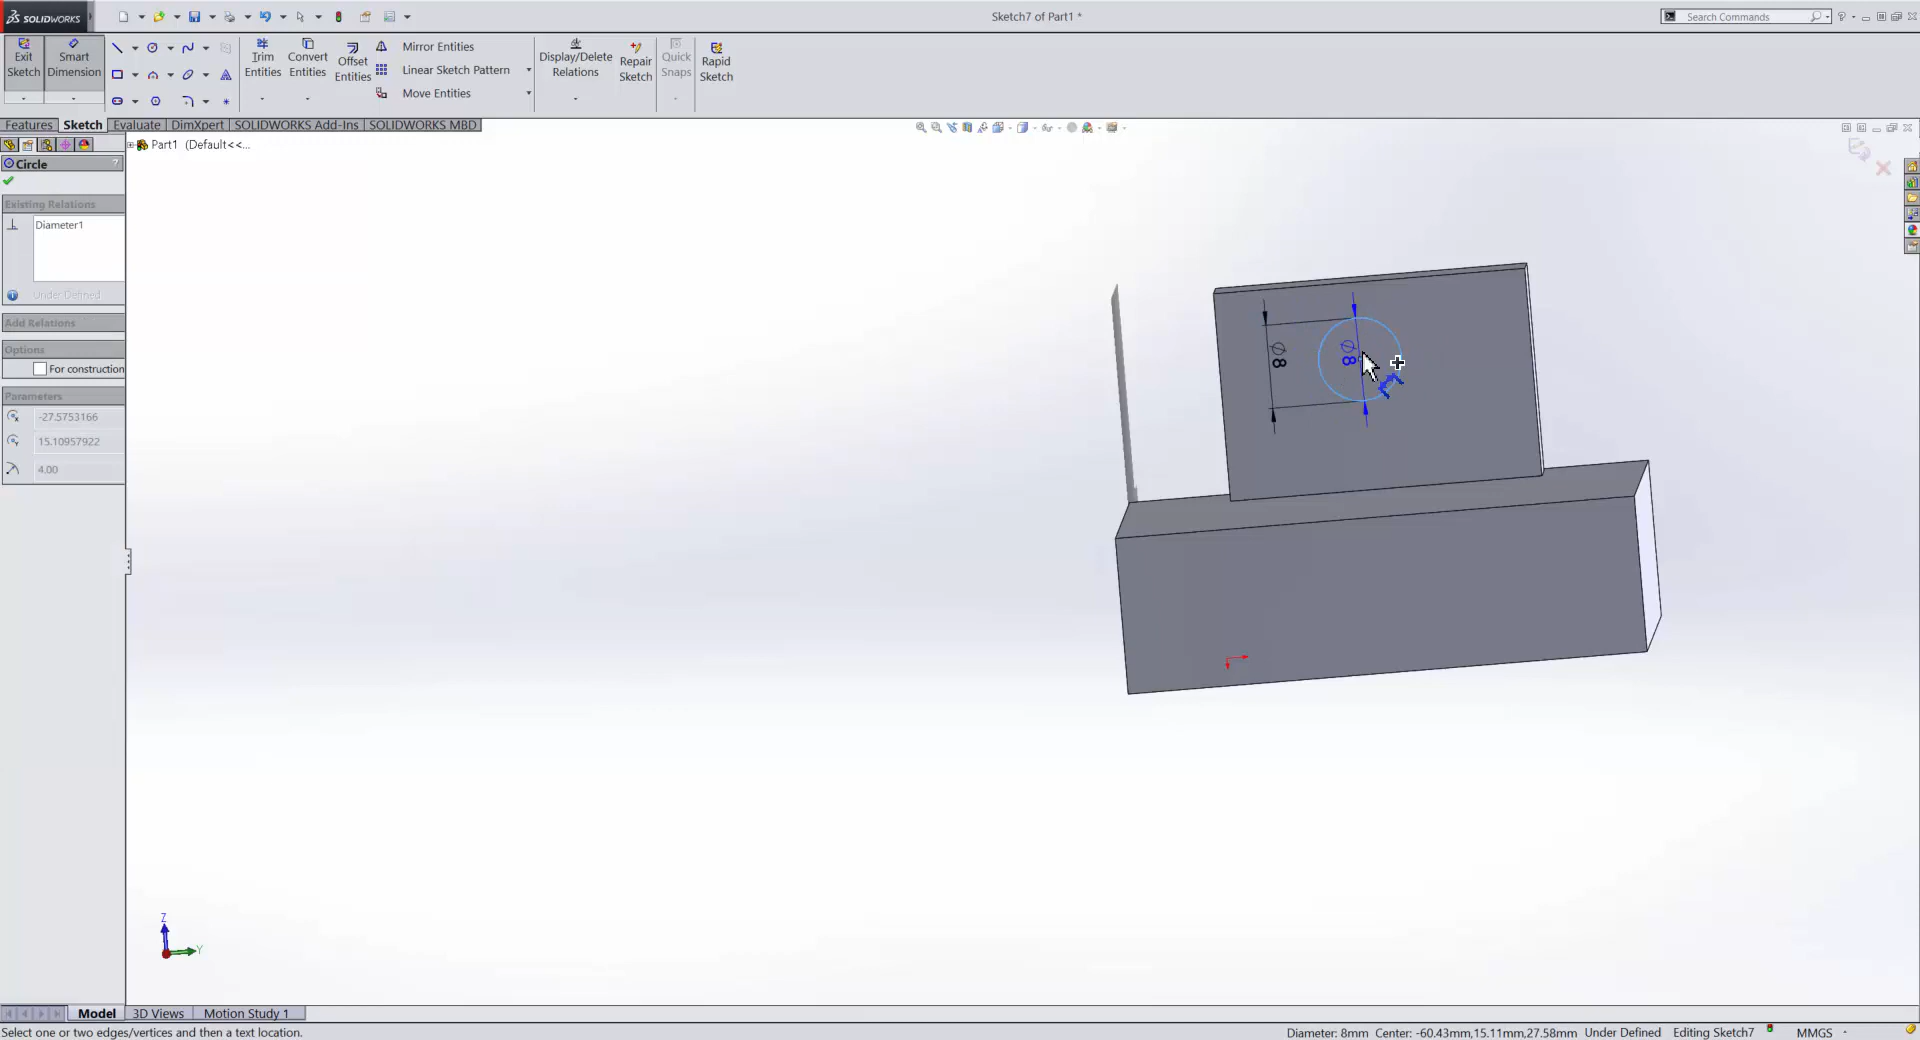 SOLIDWORKS
Sketch7 of Part1 *
Search Commands
Exit Sketch
Smart Dimension
Trim Entities
Convert Entities
Offset Entities
Mirror Entities
Linear Sketch Pattern
Move Entities
Display/Delete Relations
Repair Sketch
Quick Snaps
Rapid Sketch
Features
Sketch
Evaluate
DimXpert
SOLIDWORKS Add-Ins
SOLIDWORKS MBD
Part1 (Default<<...
Circle
?
Existing Relations
Diameter1
Under Defined
Add Relations
Options
For construction
Parameters
-27.5753166
15.10957922
4.00
∅8
∅8
Z
Y
Model
3D Views
Motion Study 1
Select one or two edges/vertices and then a text location.
Diameter: 8mm Center: -60.43mm,15.11mm,27.58mm Under Defined Editing Sketch7 MMGS